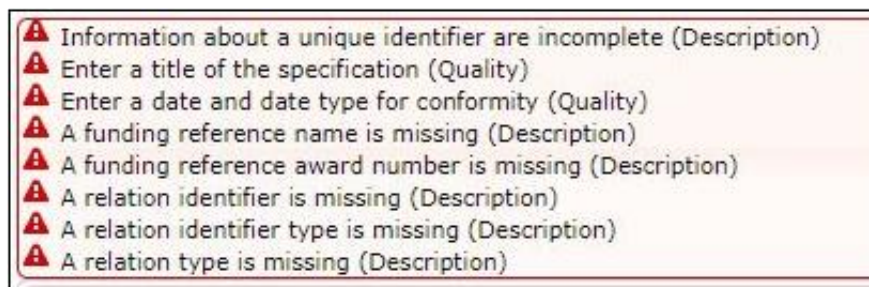 Information about a unique identifier are incomplete (Description)
Enter a title of the specification (Quality)
Enter a date and date type for conformity (Quality)
A funding reference name is missing (Description)
A funding reference award number is missing (Description)
A relation identifier is missing (Description)
A relation identifier type is missing (Description)
A relation type is missing (Description)